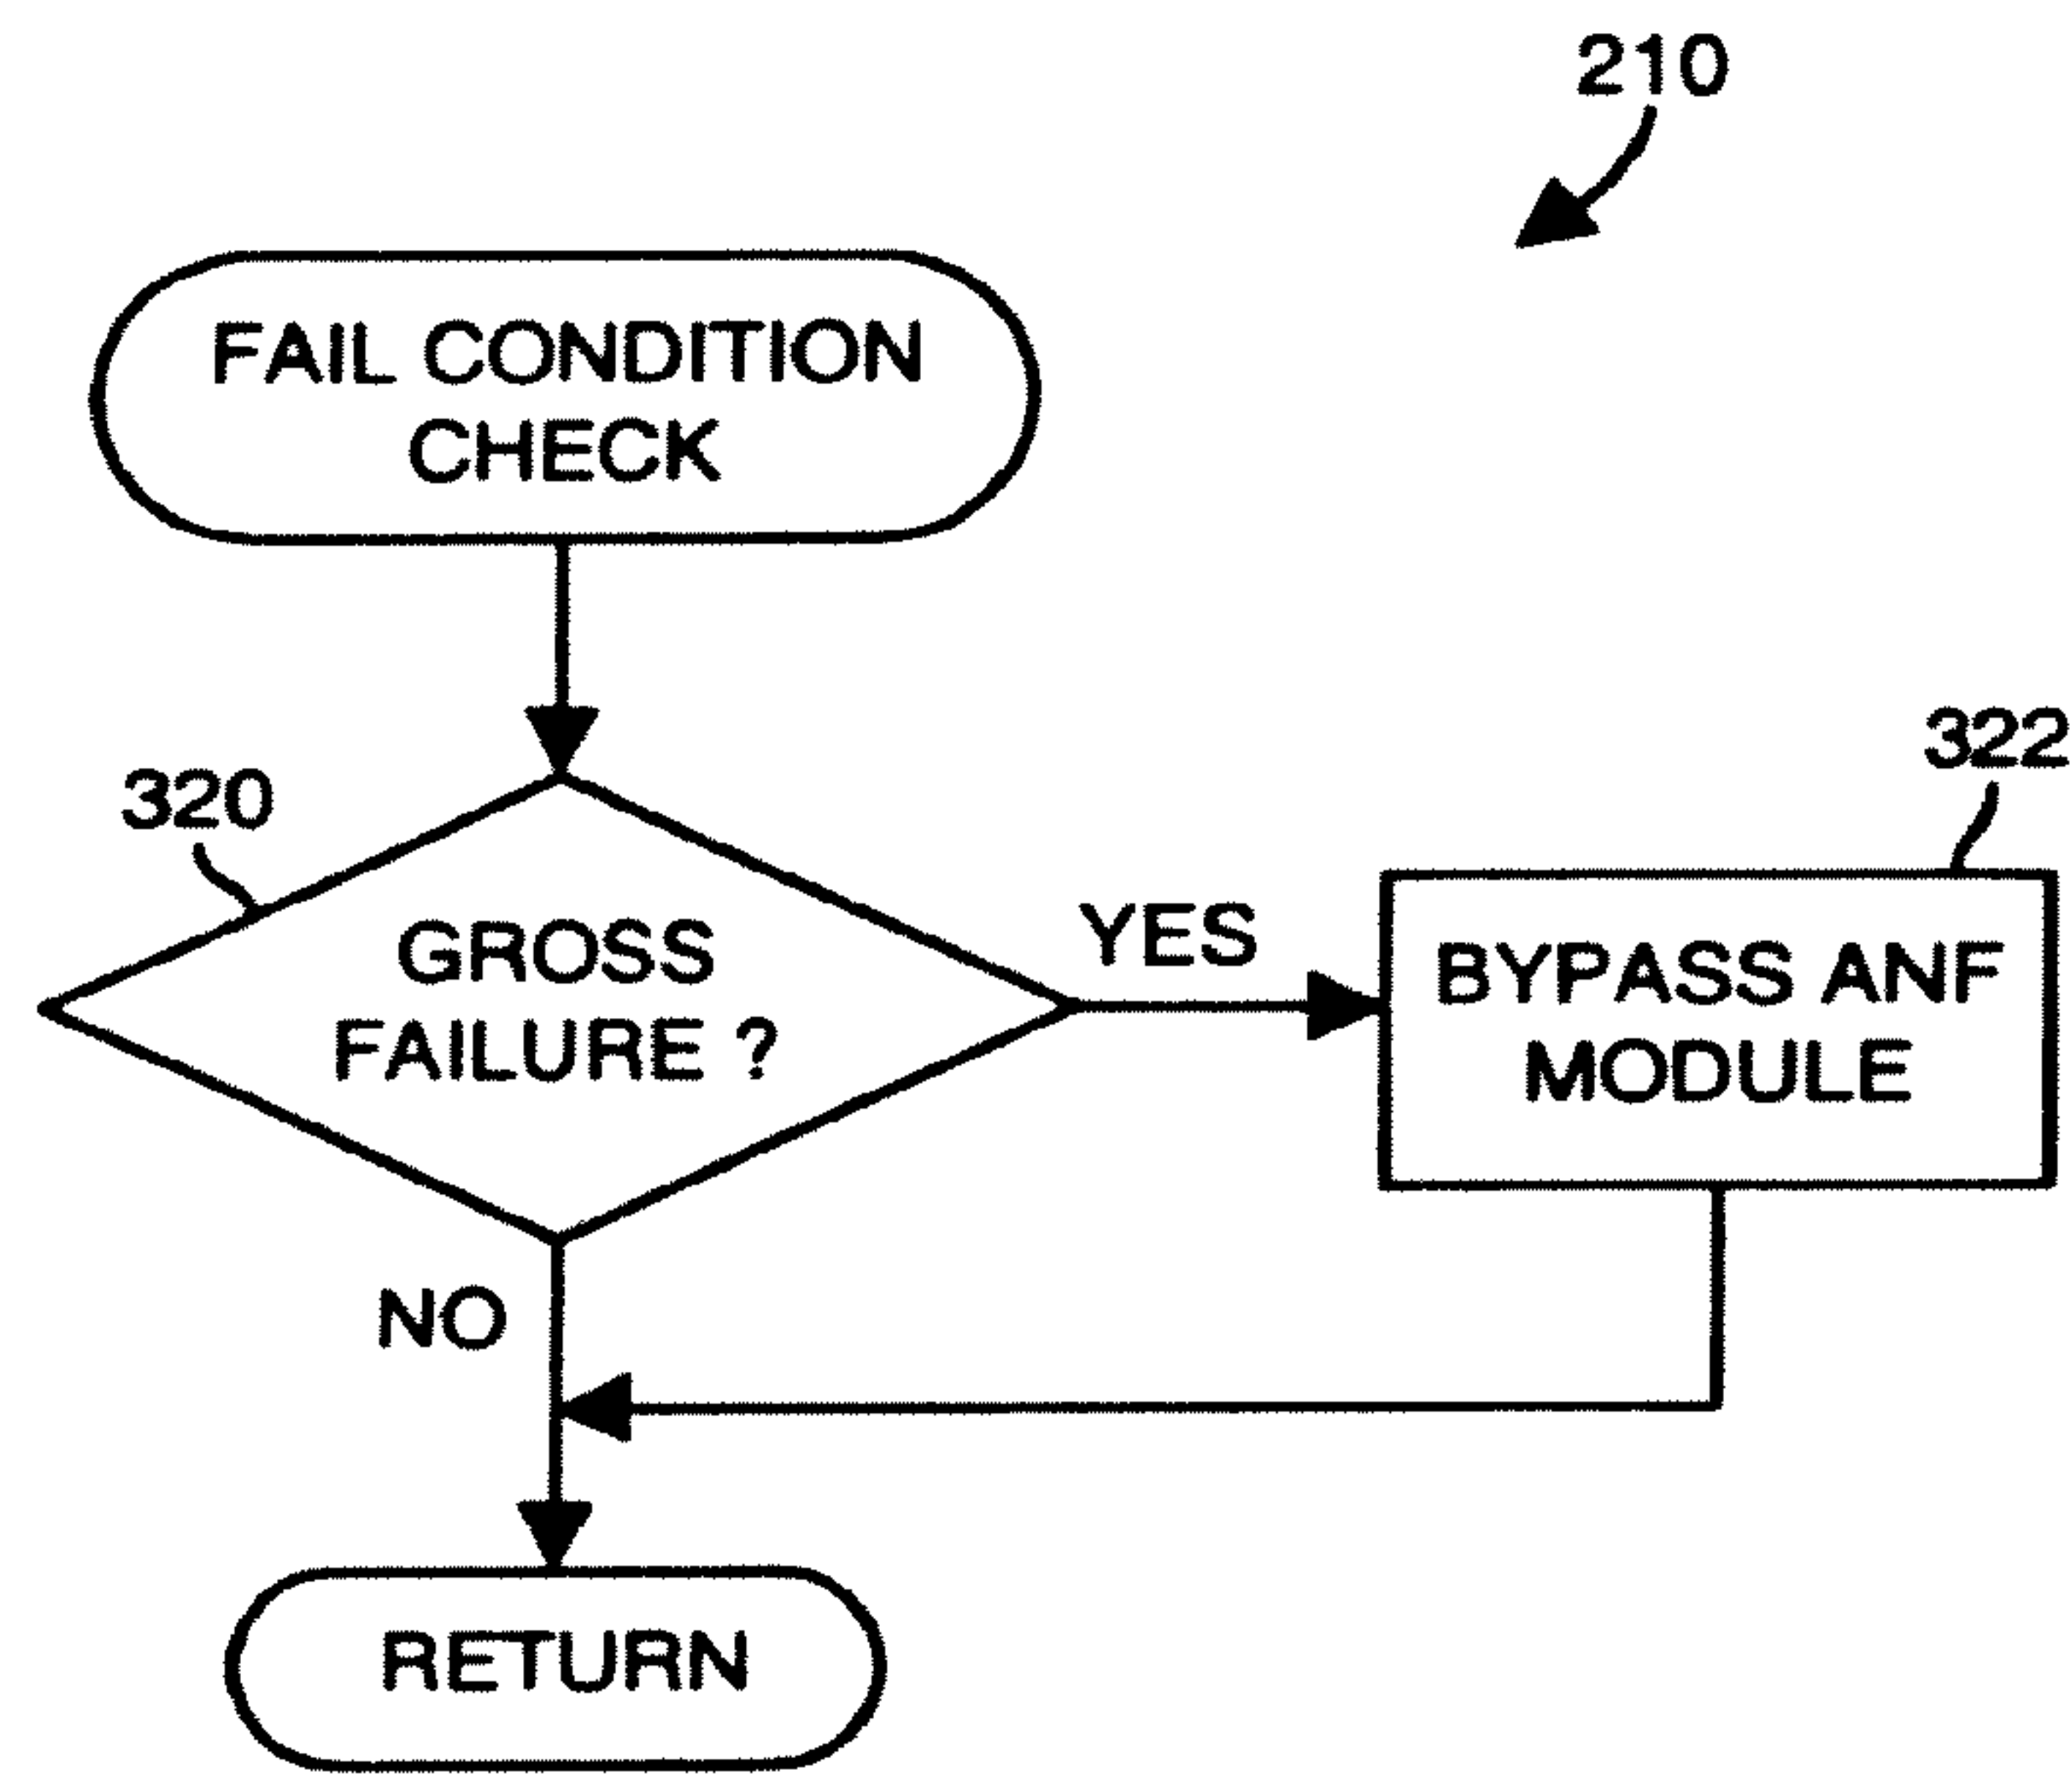 210
FAIL CONDITION
CHECK
320
322
GROSS
FAILURE ?
YES
BYPASS ANF
MODULE
NO
RETURN